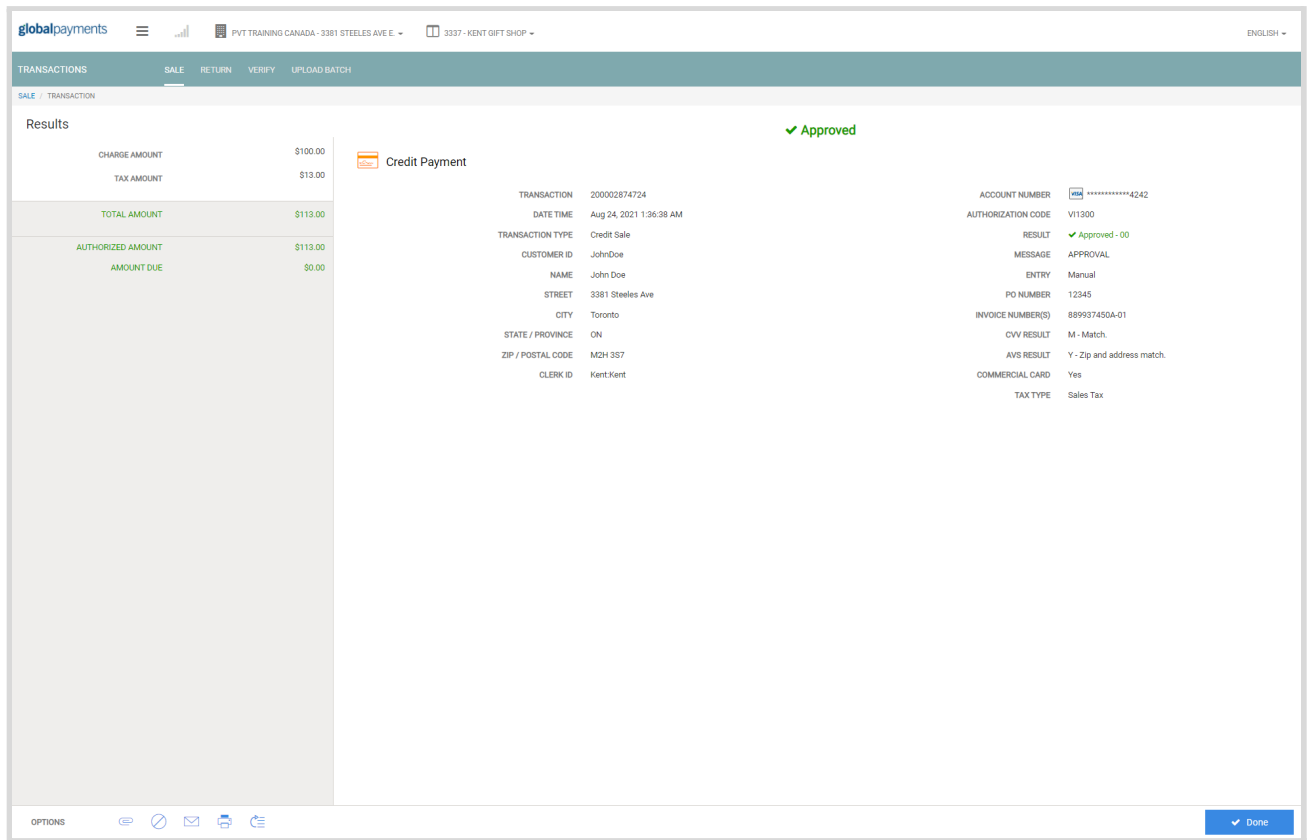 globalpayments PVT TRAINING CANADA - 3381 STEELES AVE E. 3337 - KENT GIFT SHOP ENGLISH
TRANSACTIONS SALE RETURN VERIFY UPLOAD BATCH
SALE / TRANSACTION
Results
CHARGE AMOUNT $100.00
TAX AMOUNT $13.00
TOTAL AMOUNT $113.00
AUTHORIZED AMOUNT $113.00
AMOUNT DUE $0.00
Approved
Credit Payment
TRANSACTION 200002874724
DATE TIME Aug 24, 2021 1:36:38 AM
TRANSACTION TYPE Credit Sale
CUSTOMER ID JohnDoe
NAME John Doe
STREET 3381 Steeles Ave
CITY Toronto
STATE / PROVINCE ON
ZIP / POSTAL CODE M2H 3S7
CLERK ID Kent:Kent
ACCOUNT NUMBER VISA ************4242
AUTHORIZATION CODE VI1300
RESULT Approved - 00
MESSAGE APPROVAL
ENTRY Manual
PO NUMBER 12345
INVOICE NUMBER(S) 889937450A-01
CVV RESULT M - Match.
AVS RESULT Y - Zip and address match.
COMMERCIAL CARD Yes
TAX TYPE Sales Tax
OPTIONS Done